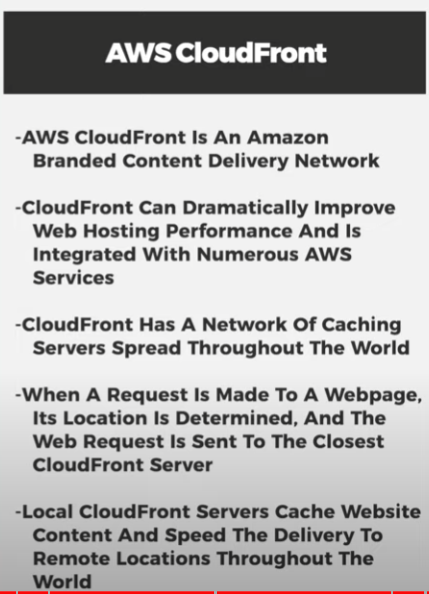 AWS CloudFront
-AWS CloudFront Is An Amazon
Branded Content Delivery Network
-CloudFront Can Dramatically Improve
Web Hosting Performance And Is
Integrated With Numerous AWS
Services
-CloudFront Has A Network Of Caching
Servers Spread Throughout The World
-When A Request Is Made To A Webpage,
Its Location Is Determined, And The
Web Request Is Sent To The Closest
CloudFront Server
-Local CloudFront Servers Cache Website
Content And Speed The Delivery To
Remote Locations Throughout The
World